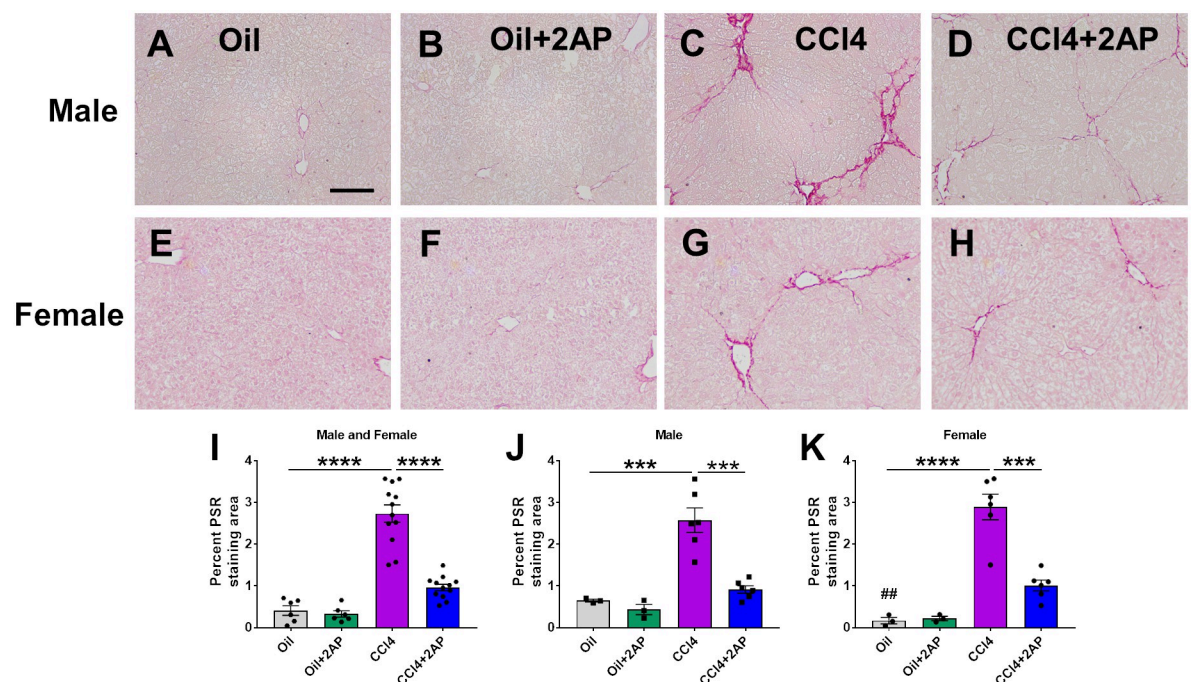 A Oil
B Oil+2AP
C CCl4
D CCl4+2AP
Male
E
F
G
H
Female
I
Male and Female
**** ****
Percent PSR
staining area
4
3
2
1
0
Oil
Oil+2AP
CCl4
CCl4+2AP
J
Male
*** ***
Percent PSR
staining area
4
3
2
1
0
Oil
Oil+2AP
CCl4
CCl4+2AP
K
Female
**** ***
Percent PSR
staining area
4
3
2
1
0
##
Oil
Oil+2AP
CCl4
CCl4+2AP